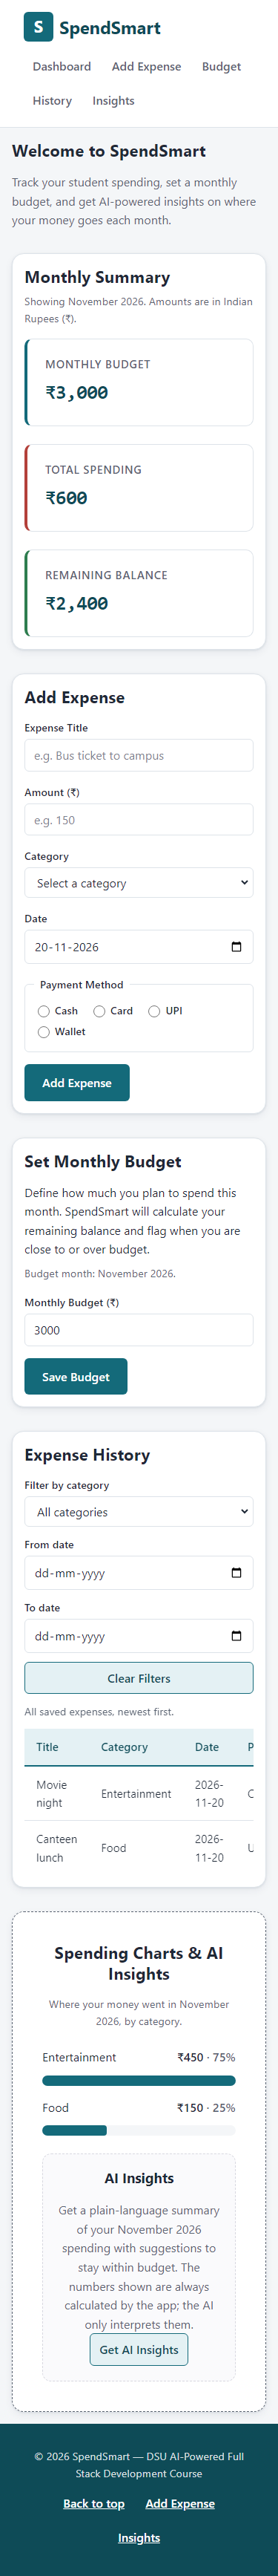 S SpendSmart
Dashboard Add Expense Budget
History Insights
Welcome to SpendSmart
Track your student spending, set a monthly
budget, and get AI-powered insights on where
your money goes each month.
Monthly Summary
Showing November 2026. Amounts are in Indian
Rupees (₹).
MONTHLY BUDGET
₹3,000
TOTAL SPENDING
₹600
REMAINING BALANCE
₹2,400
Add Expense
Expense Title
e.g. Bus ticket to campus
Amount (₹)
e.g. 150
Category
Select a category
Date
20-11-2026
Payment Method
Cash Card UPI
Wallet
Add Expense
Set Monthly Budget
Define how much you plan to spend this
month. SpendSmart will calculate your
remaining balance and flag when you are
close to or over budget.
Budget month: November 2026.
Monthly Budget (₹)
3000
Save Budget
Expense History
Filter by category
All categories
From date
dd-mm-yyyy
To date
dd-mm-yyyy
Clear Filters
All saved expenses, newest first.
Title Category Date
Movie
night
Entertainment
2026-
11-20
Canteen
lunch
Food
2026-
11-20
Spending Charts & AI
Insights
Where your money went in November
2026, by category.
Entertainment ₹450 · 75%
Food ₹150 · 25%
AI Insights
Get a plain-language summary
of your November 2026
spending with suggestions to
stay within budget. The
numbers shown are always
calculated by the app; the AI
only interprets them.
Get AI Insights
© 2026 SpendSmart — DSU AI-Powered Full
Stack Development Course
Back to top Add Expense
Insights